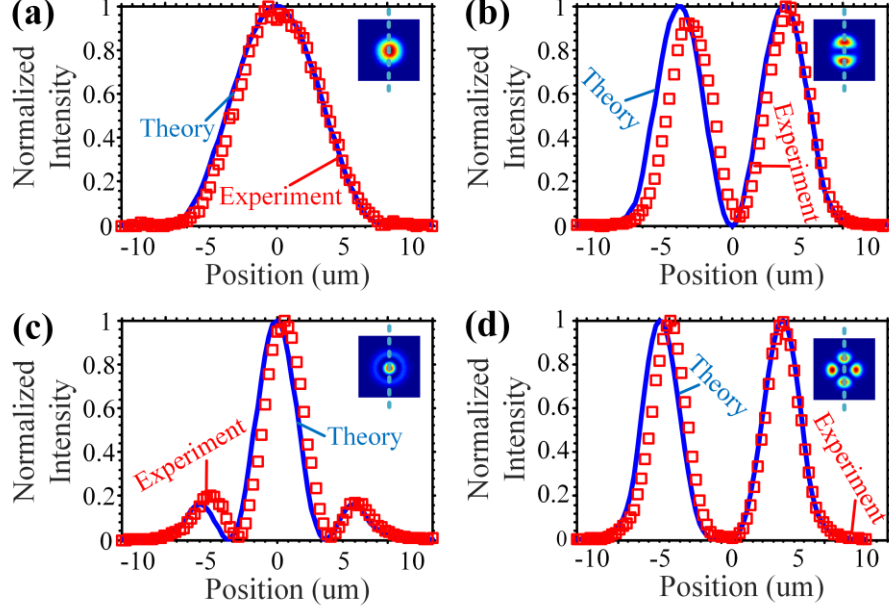 (a)
Normalized
Intensity
1
0.8
0.6
0.4
0.2
0
Theory
Experiment
-10 -5 0 5 10
Position (um)
(b)
Normalized
Intensity
1
0.8
0.6
0.4
0.2
0
Theory
Experiment
-10 -5 0 5 10
Position (um)
(c)
Normalized
Intensity
1
0.8
0.6
0.4
0.2
0
Experiment
Theory
-10 -5 0 5 10
Position (um)
(d)
Normalized
Intensity
1
0.8
0.6
0.4
0.2
0
Theory
Experiment
-10 -5 0 5 10
Position (um)